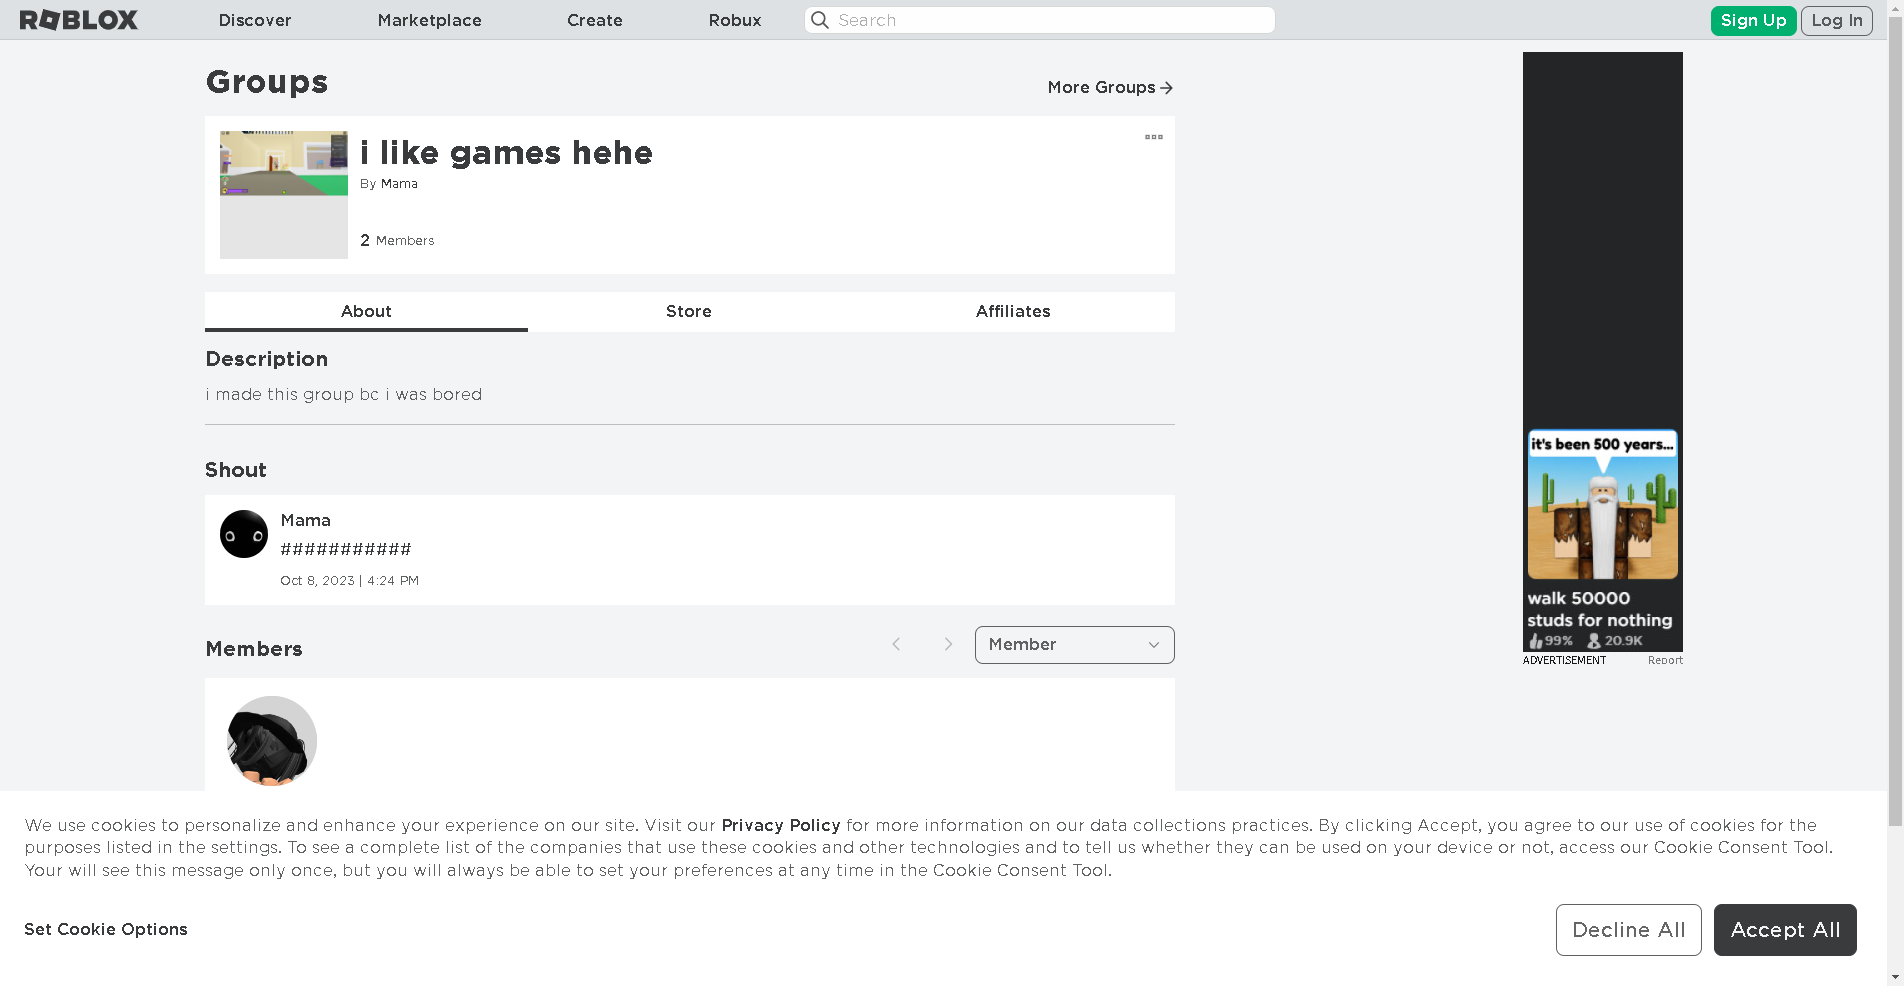 ROBLOX
Discover
Marketplace
Create
Robux
Search
Sign Up
Log In
Groups
More Groups
i like games hehe
By Mama
2 Members
About
Store
Affiliates
Description
i made this group bc i was bored
Shout
Mama
###########
Oct 8, 2023 | 4:24 PM
Members
Member
it's been 500 years...
walk 50000
studs for nothing
99% 20.9K
ADVERTISEMENT
Report
We use cookies to personalize and enhance your experience on our site. Visit our Privacy Policy for more information on our data collections practices. By clicking Accept, you agree to our use of cookies for the
purposes listed in the settings. To see a complete list of the companies that use these cookies and other technologies and to tell us whether they can be used on your device or not, access our Cookie Consent Tool.
Your will see this message only once, but you will always be able to set your preferences at any time in the Cookie Consent Tool.
Set Cookie Options
Decline All
Accept All